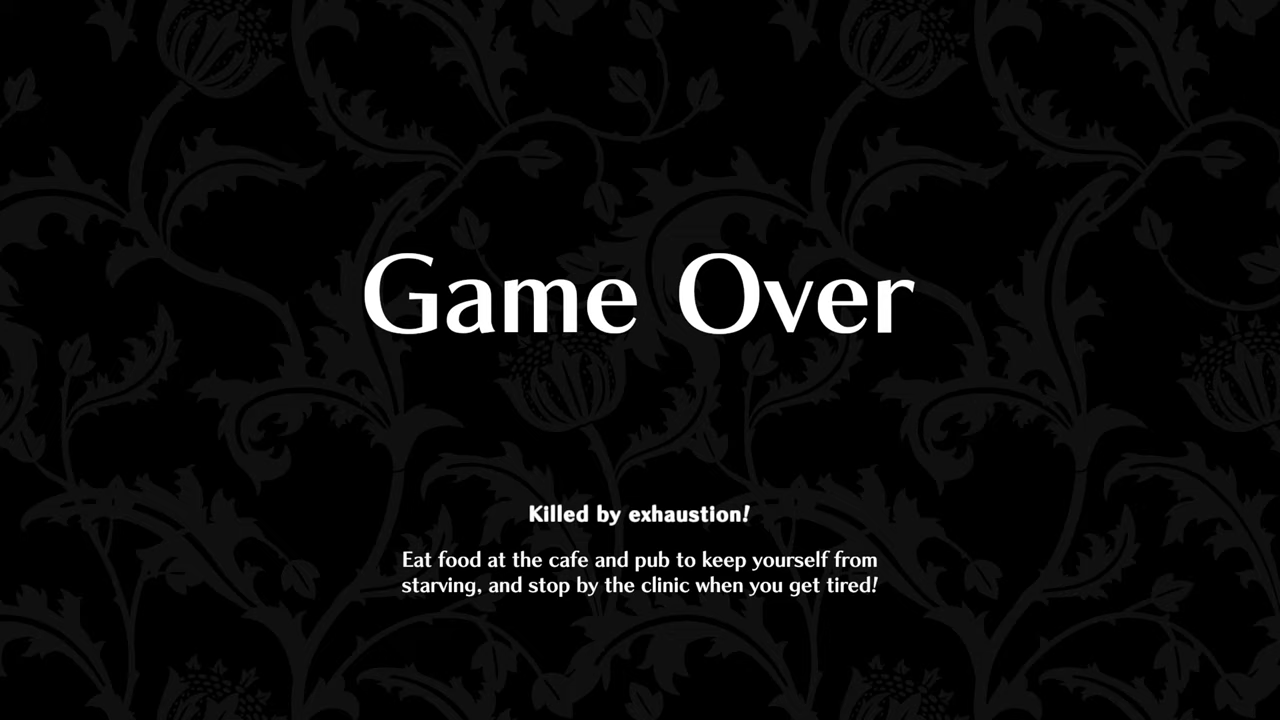 Game Over
Killed by exhaustion!
Eat food at the cafe and pub to keep yourself from
starving, and stop by the clinic when you get tired!